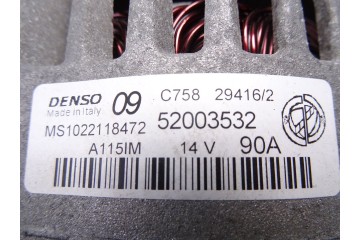 DENSO 09 C758 29416/2
Made in Italy
MS1022118472 52003532
A115IM 14 V 90A